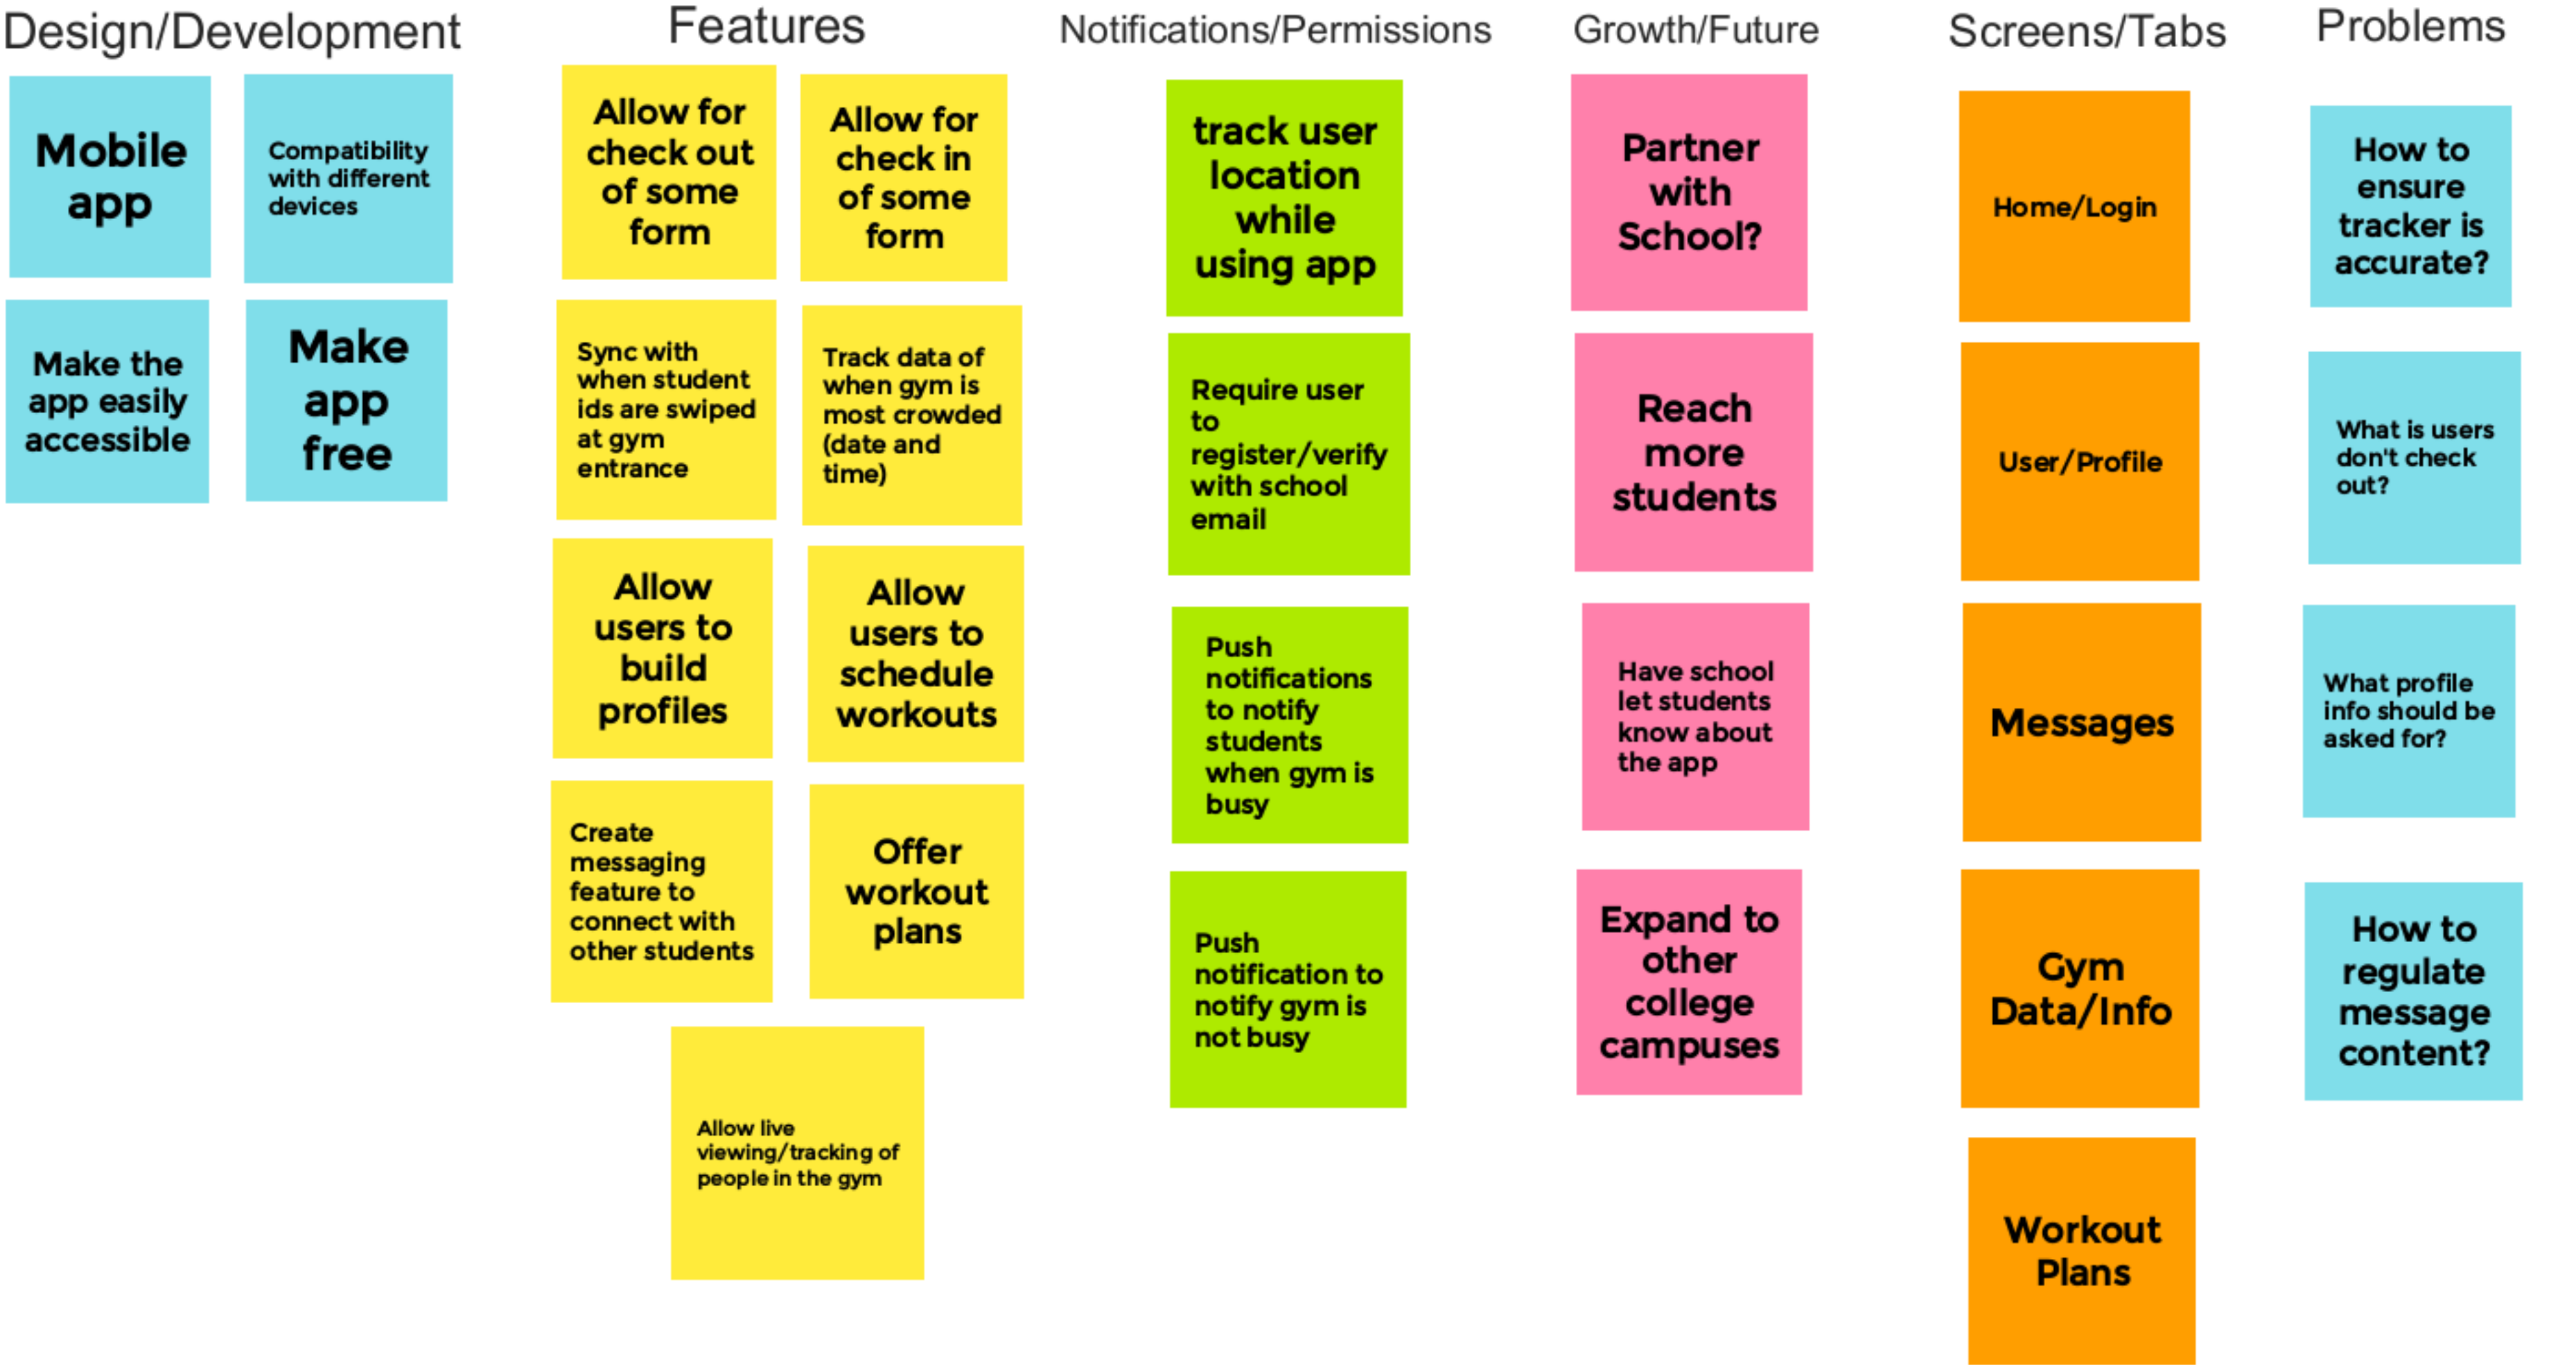 Design/Development
Mobile
app
Compatibility
with different
devices
Make the
app easily
accessible
Make
app
free
Features
Allow for
check out
of some
form
Allow for
check in
of some
form
Sync with
when student
ids are swiped
at gym
entrance
Track data of
when gym is
most crowded
(date and
time)
Allow
users to
build
profiles
Allow
users to
schedule
workouts
Create
messaging
feature to
connect with
other students
Offer
workout
plans
Allow live
viewing/tracking of
people in the gym
Notifications/Permissions
track user
location
while
using app
Require user
to
register/verify
with school
email
Push
notifications
to notify
students
when gym is
busy
Push
notification to
notify gym is
not busy
Growth/Future
Partner
with
School?
Reach
more
students
Have school
let students
know about
the app
Expand to
other
college
campuses
Screens/Tabs
Home/Login
User/Profile
Messages
Gym
Data/Info
Workout
Plans
Problems
How to
ensure
tracker is
accurate?
What is users
don't check
out?
What profile
info should be
asked for?
How to
regulate
message
content?